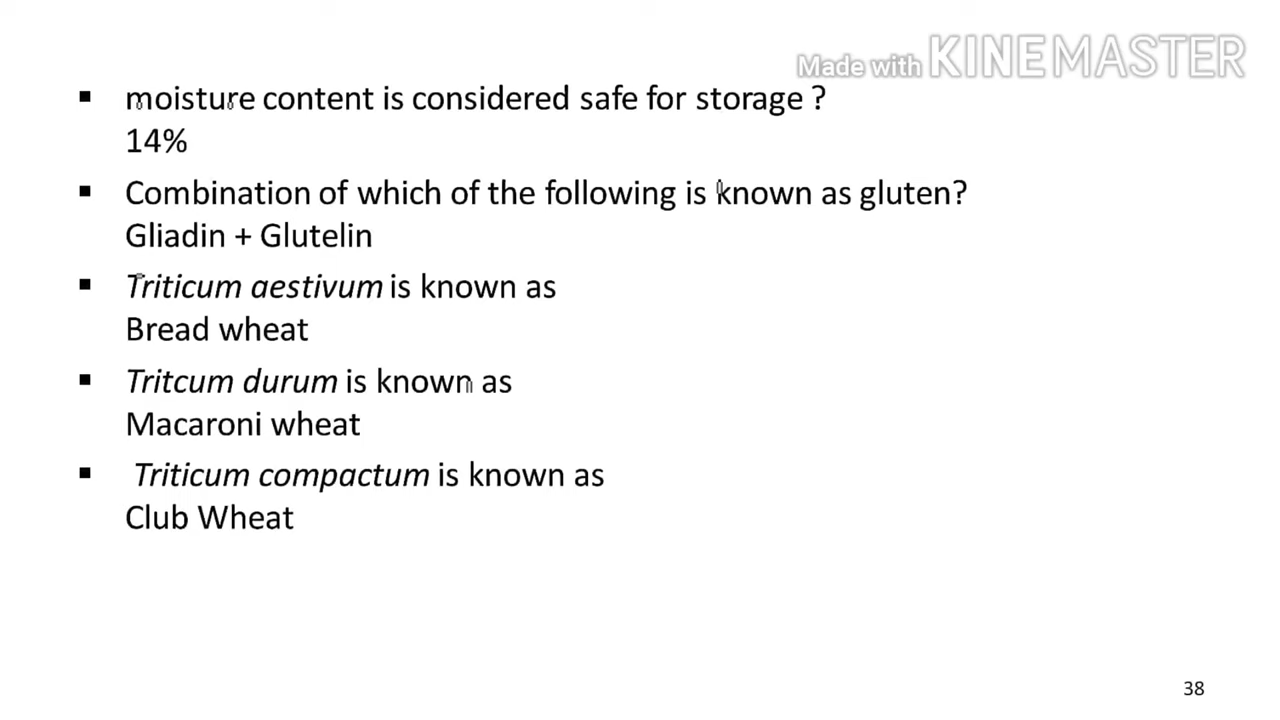 Made with KINEMASTER
▪ moisture content is considered safe for storage ?
14%
▪ Combination of which of the following is known as gluten?
Gliadin + Glutelin
▪ Triticum aestivum is known as
Bread wheat
▪ Tritcum durum is known as
Macaroni wheat
▪ Triticum compactum is known as
Club Wheat
38